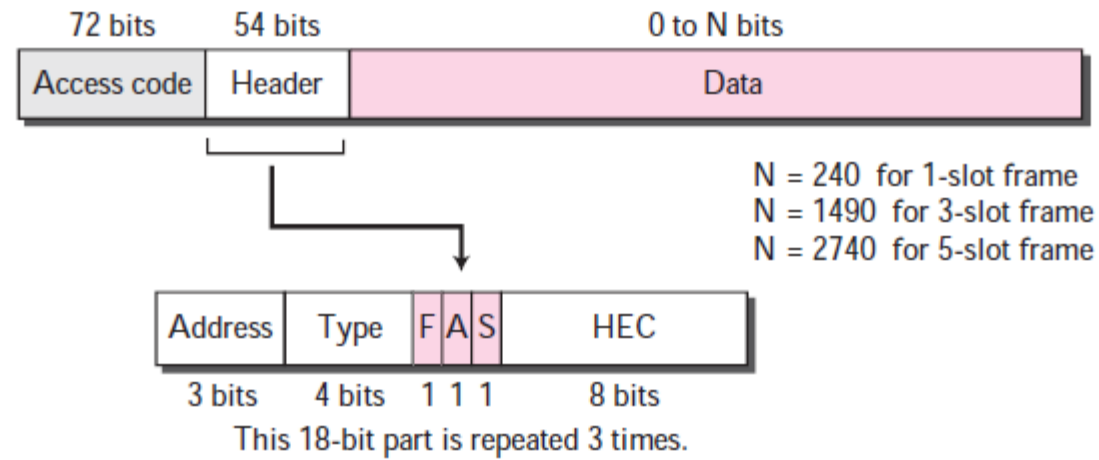 72 bits 54 bits 0 to N bits
Access code Header Data
N = 240 for 1-slot frame
N = 1490 for 3-slot frame
N = 2740 for 5-slot frame
Address Type F A S HEC
3 bits 4 bits 1 1 1 8 bits
This 18-bit part is repeated 3 times.